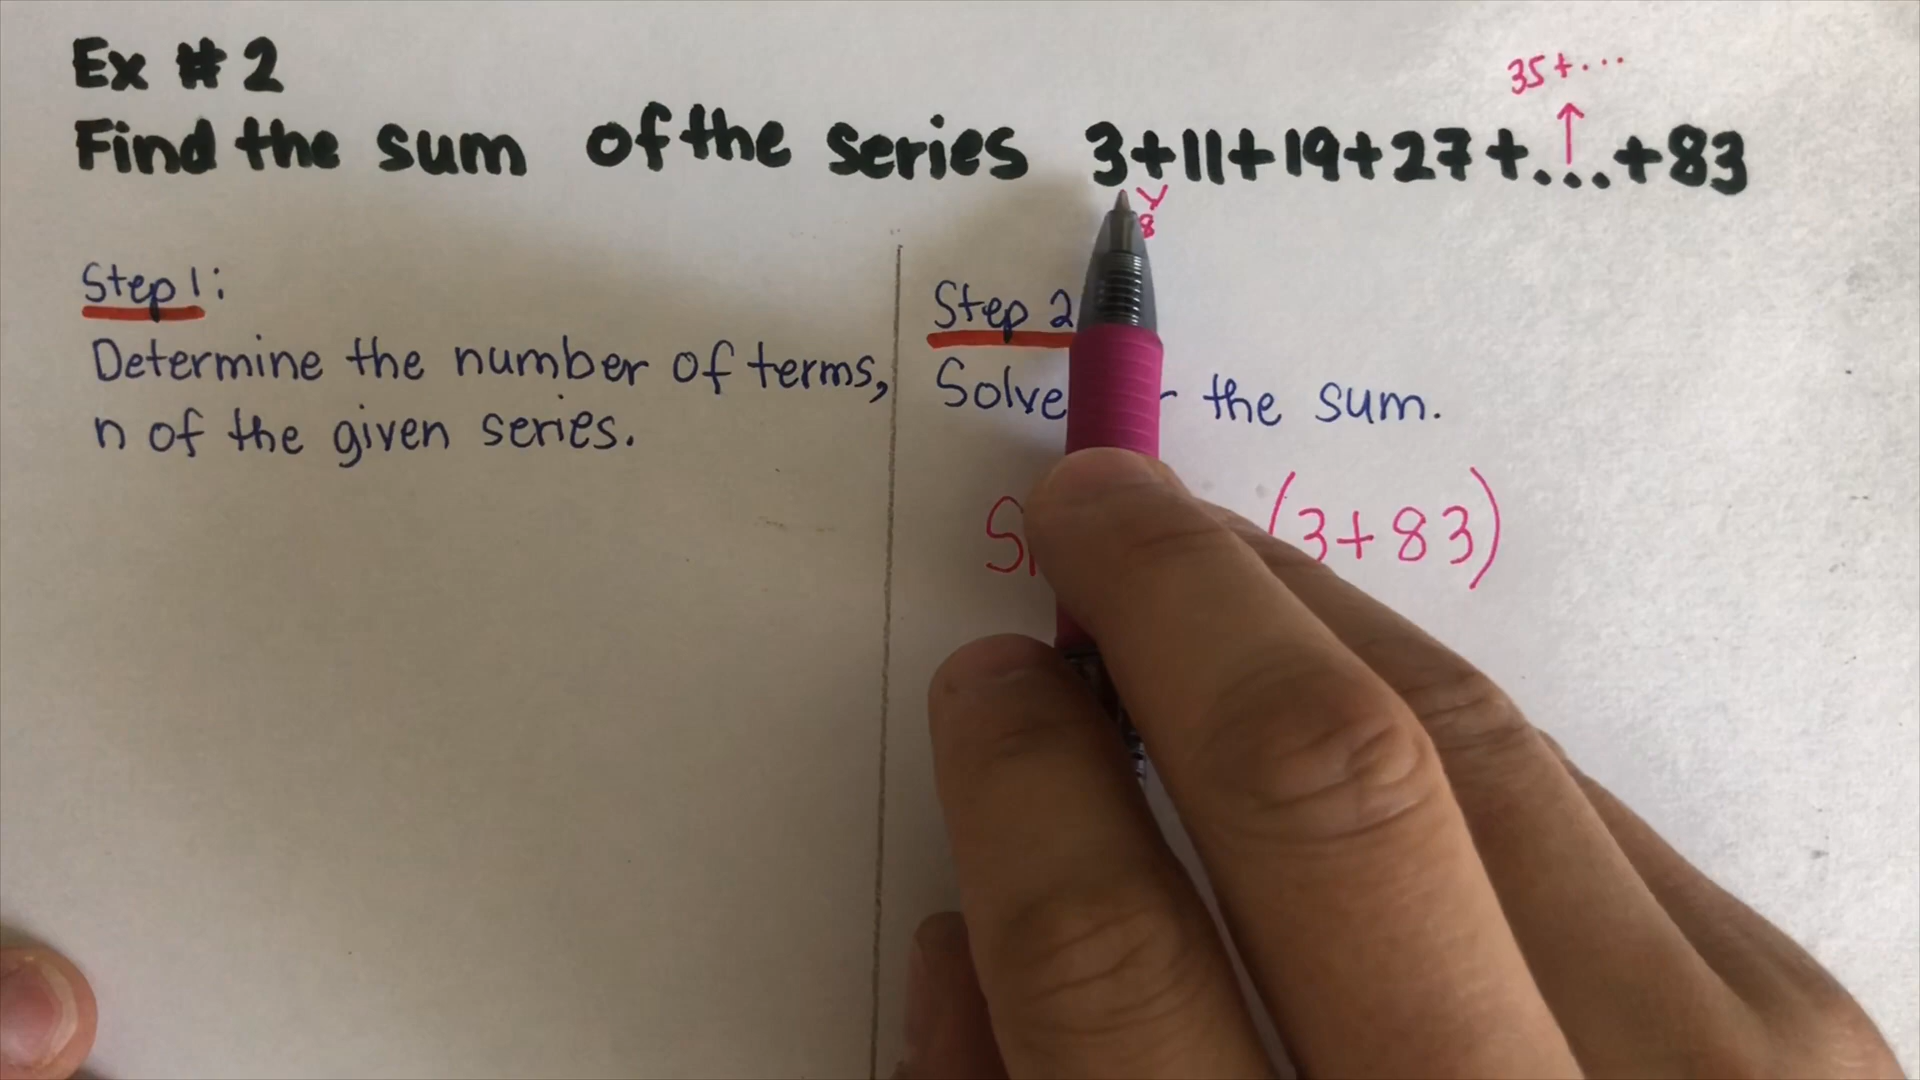 Ex # 2
35+...
Find the sum of the series 3+11+19+27+...+83
8
Step 1:
Determine the number of terms,
n of the given series.
Step 2
Solve the sum.
S (3+83)